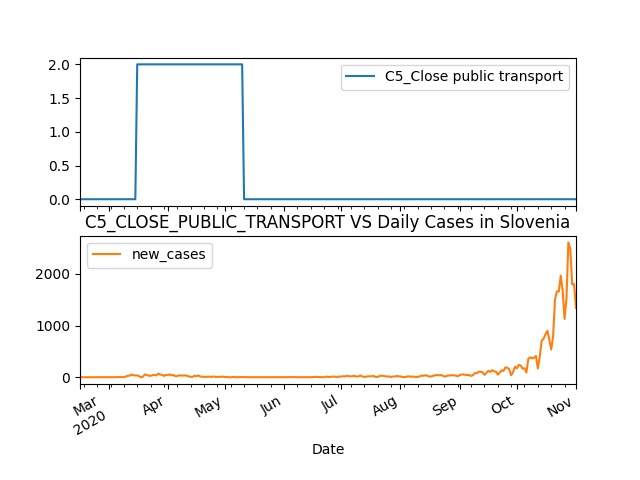 2.0
1.5
1.0
0.5
0.0
C5_Close public transport
C5_CLOSE_PUBLIC_TRANSPORT VS Daily Cases in Slovenia
new_cases
2000
1000
0
Mar
2020
Apr
May
Jun
Jul
Aug
Sep
Oct
Nov
Date